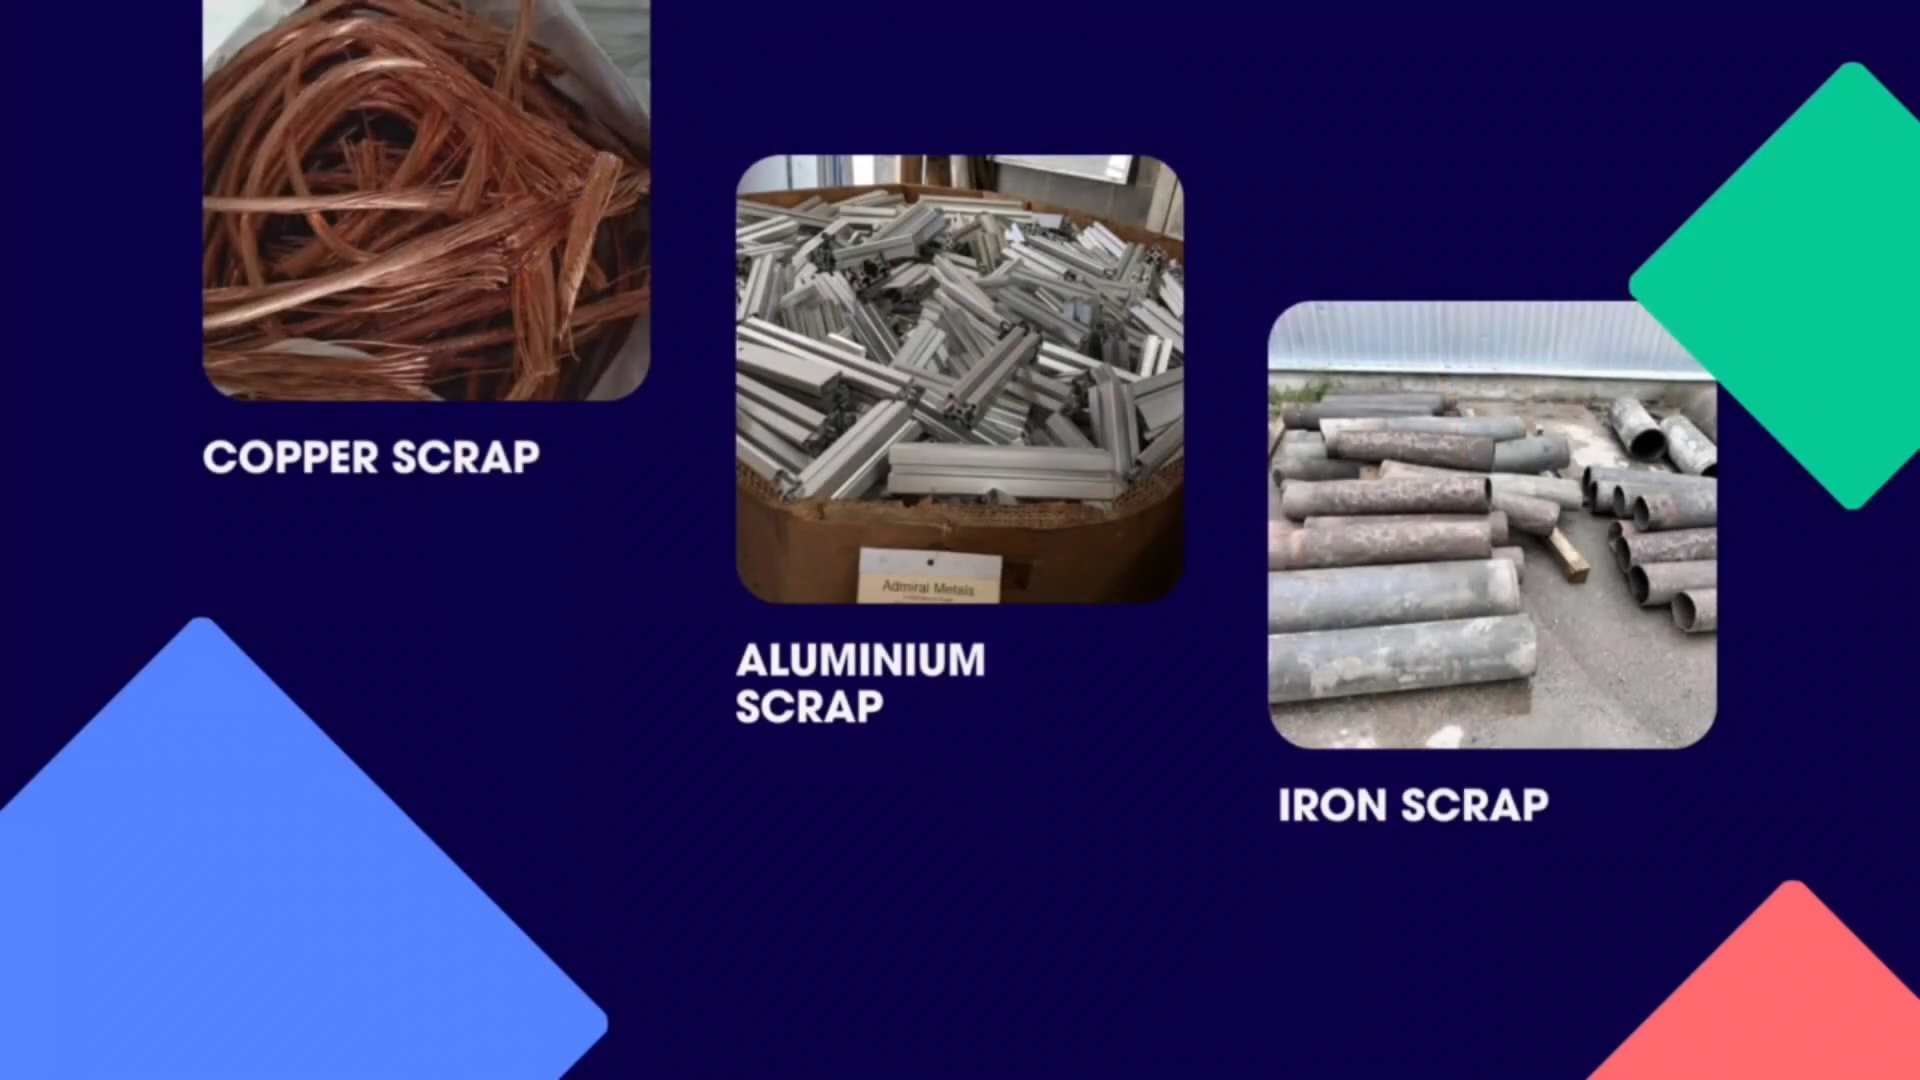 COPPER SCRAP
Admiral Metals
ALUMINIUM
SCRAP
IRON SCRAP